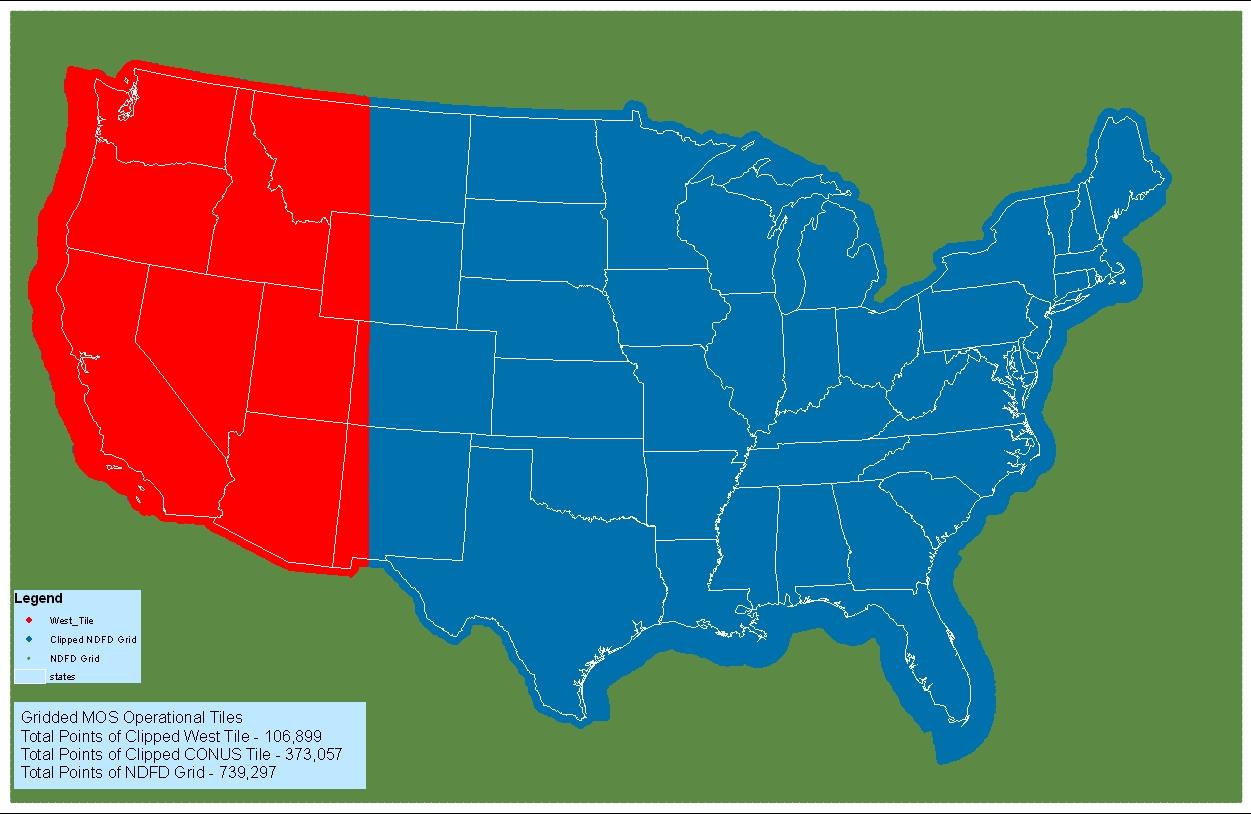 Legend
West_Tile
Clipped NDFD Grid
NDFD Grid
states
Gridded MOS Operational Tiles
Total Points of Clipped West Tile - 106,899
Total Points of Clipped CONUS Tile - 373,057
Total Points of NDFD Grid - 739,297